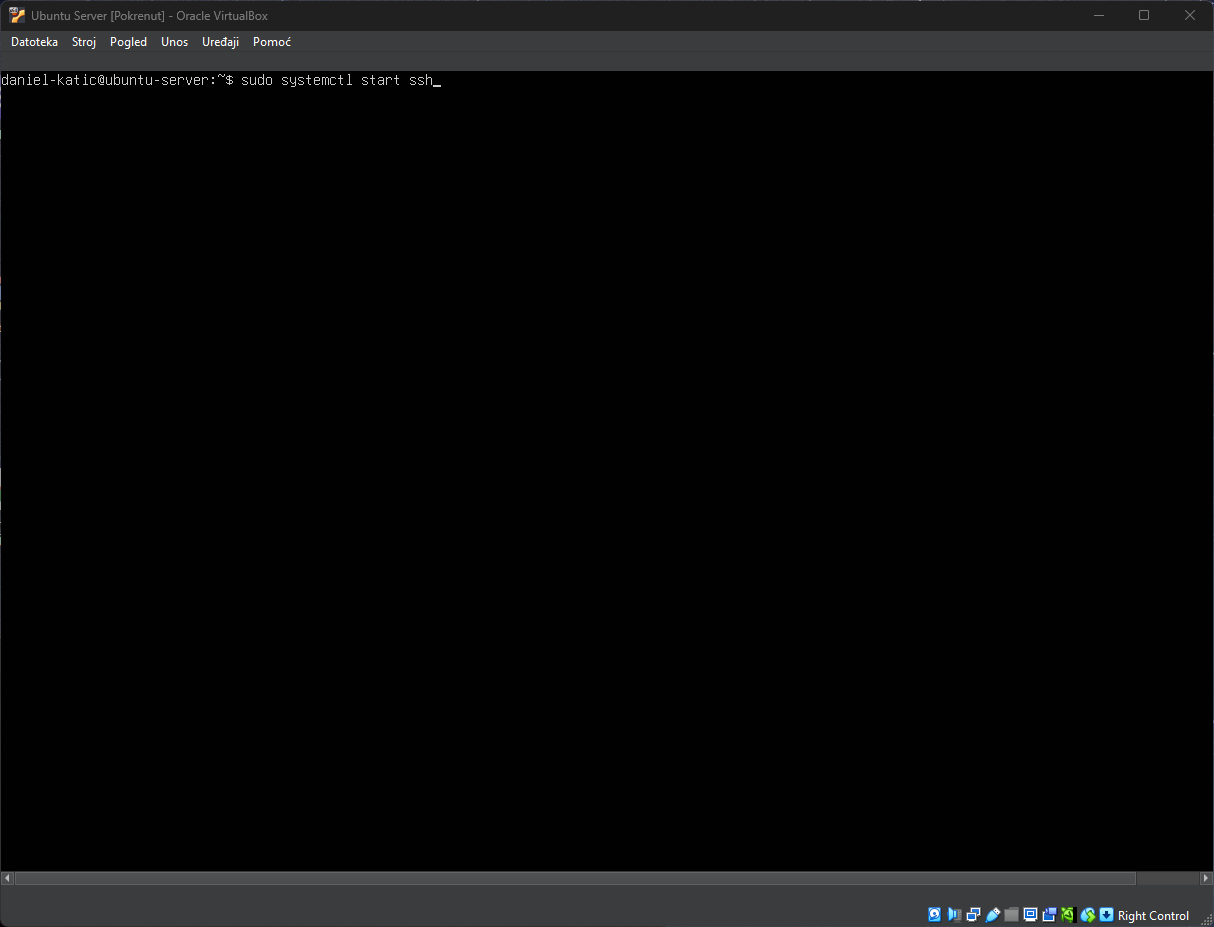 Ubuntu Server [Pokrenut] - Oracle VirtualBox
Datoteka Stroj Pogled Unos Uređaji Pomoć
daniel-katic@ubuntu-server:~$ sudo systemctl start ssh_
Right Control